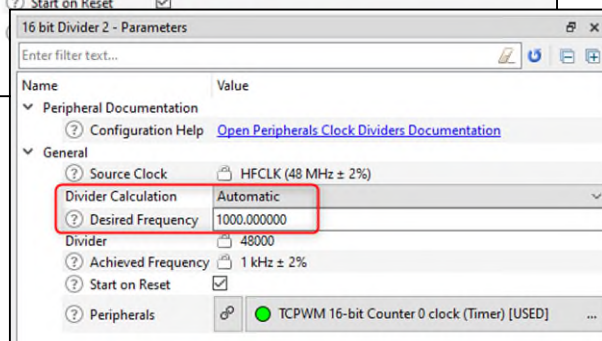 Start on Reset
16 bit Divider 2 - Parameters
Enter filter text...
Name Value
Peripheral Documentation
Configuration Help Open Peripherals Clock Dividers Documentation
General
Source Clock HFCLK (48 MHz ± 2%)
Divider Calculation Automatic
Desired Frequency 1000.000000
Divider 48000
Achieved Frequency 1 kHz ± 2%
Start on Reset
Peripherals TCPWM 16-bit Counter 0 clock (Timer) [USED] ...